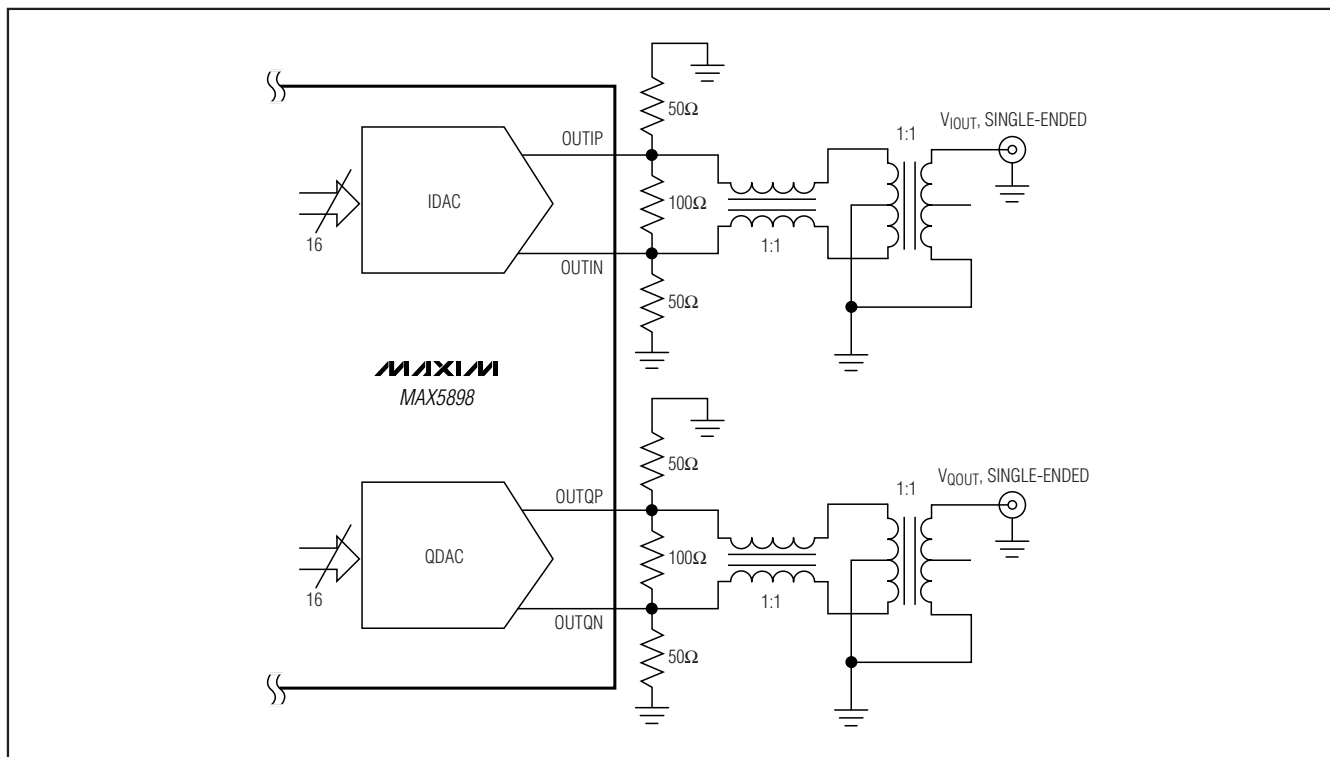 50Ω
OUTIP
1:1
V_IOUT, SINGLE-ENDED
IDAC
100Ω
16
OUTIN
1:1
50Ω
MAXIM
MAX5898
50Ω
OUTQP
1:1
V_QOUT, SINGLE-ENDED
QDAC
100Ω
16
OUTQN
1:1
50Ω